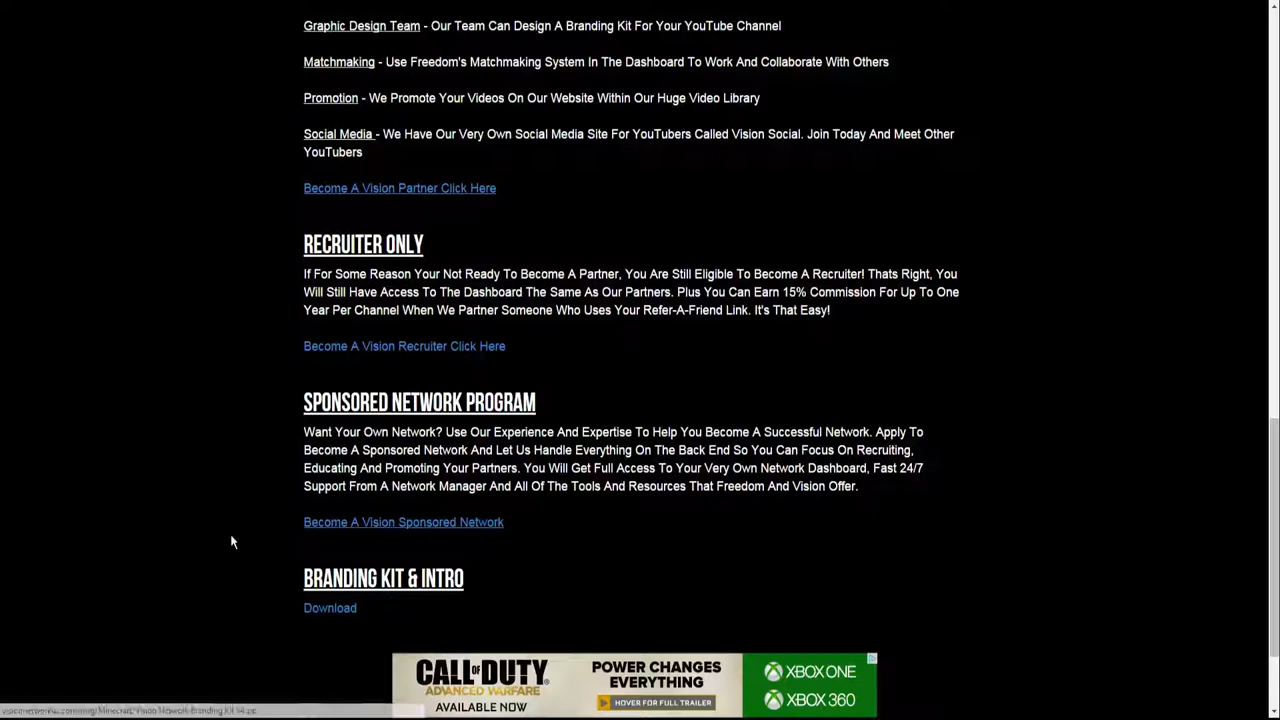 Graphic Design Team - Our Team Can Design A Branding Kit For Your YouTube Channel
Matchmaking - Use Freedom's Matchmaking System In The Dashboard To Work And Collaborate With Others
Promotion - We Promote Your Videos On Our Website Within Our Huge Video Library
Social Media - We Have Our Very Own Social Media Site For YouTubers Called Vision Social. Join Today And Meet Other
YouTubers
Become A Vision Partner Click Here
RECRUITER ONLY
If For Some Reason Your Not Ready To Become A Partner, You Are Still Eligible To Become A Recruiter! Thats Right, You
Will Still Have Access To The Dashboard The Same As Our Partners. Plus You Can Earn 15% Commission For Up To One
Year Per Channel When We Partner Someone Who Uses Your Refer-A-Friend Link. It's That Easy!
Become A Vision Recruiter Click Here
SPONSORED NETWORK PROGRAM
Want Your Own Network? Use Our Experience And Expertise To Help You Become A Successful Network. Apply To
Become A Sponsored Network And Let Us Handle Everything On The Back End So You Can Focus On Recruiting,
Educating And Promoting Your Partners. You Will Get Full Access To Your Very Own Network Dashboard, Fast 24/7
Support From A Network Manager And All Of The Tools And Resources That Freedom And Vision Offer.
Become A Vision Sponsored Network
BRANDING KIT & INTRO
Download
CALL OF DUTY
ADVANCED WARFARE
AVAILABLE NOW
POWER CHANGES
EVERYTHING
HOVER FOR FULL TRAILER
XBOX ONE
XBOX 360